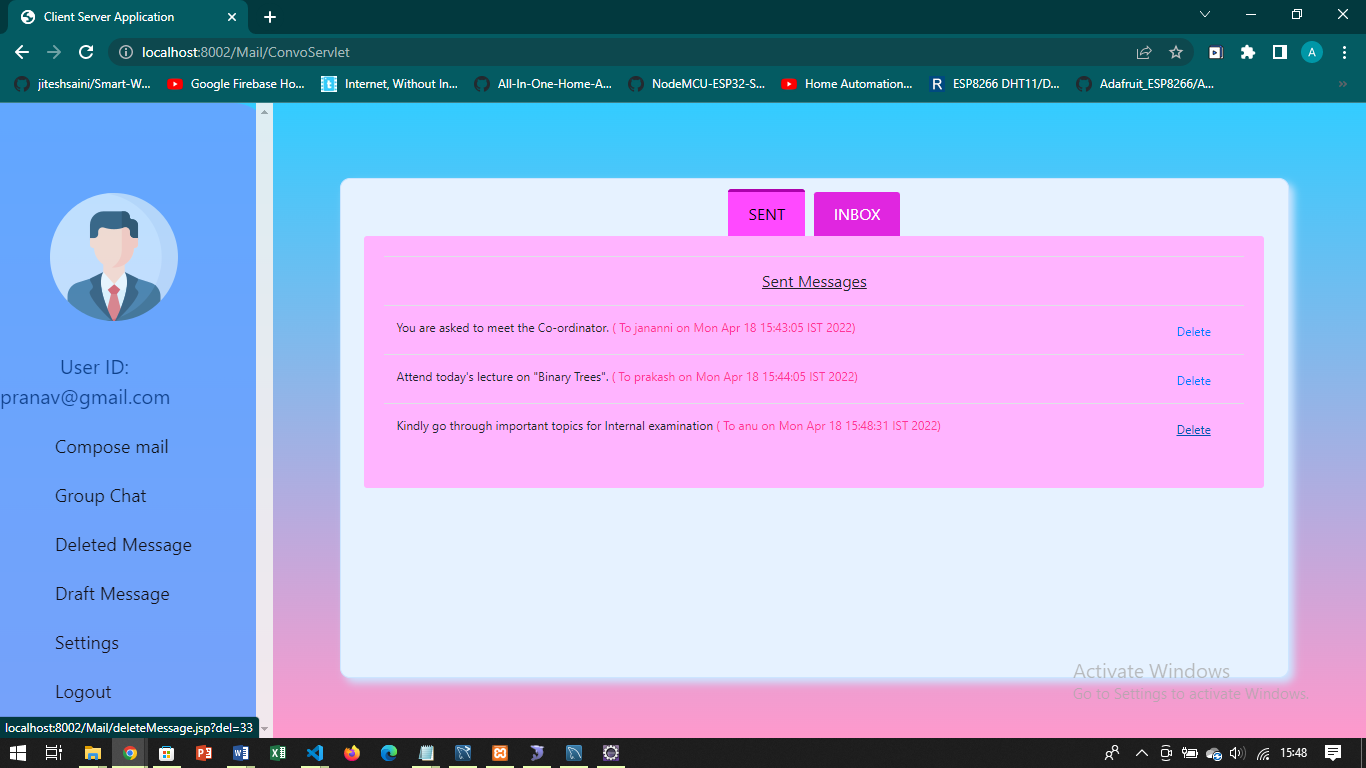 Client Server Application
localhost:8002/Mail/ConvoServlet
A
jiteshsaini/Smart-W...
Google Firebase Ho...
Internet, Without In...
All-In-One-Home-A...
NodeMCU-ESP32-S...
Home Automation...
R
ESP8266 DHT11/D...
Adafruit_ESP8266/A...
SENT
INBOX
Sent Messages
You are asked to meet the Co-ordinator. ( To jananni on Mon Apr 18 15:43:05 IST 2022)
Delete
Attend today's lecture on "Binary Trees". ( To prakash on Mon Apr 18 15:44:05 IST 2022)
Delete
Kindly go through important topics for Internal examination ( To anu on Mon Apr 18 15:48:31 IST 2022)
Delete
User ID:
pranav@gmail.com
Compose mail
Group Chat
Deleted Message
Draft Message
Settings
Logout
Activate Windows
Go to Settings to activate Windows.
localhost:8002/Mail/deleteMessage.jsp?del=33
15:48